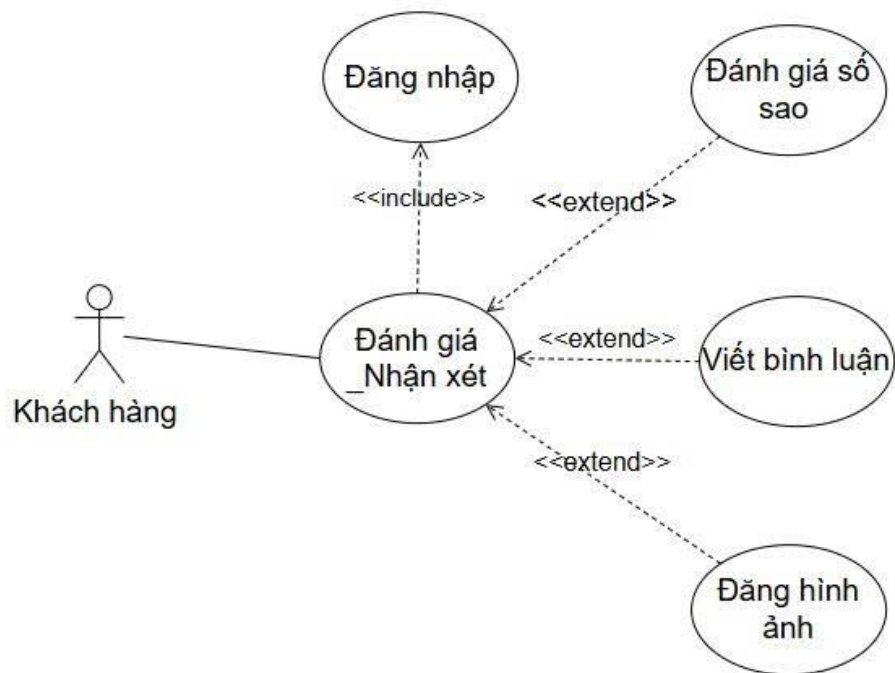 Đăng nhập
Đánh giá số
sao
<<include>>
<<extend>>
Đánh giá
_Nhận xét
<<extend>>
Viết bình luận
Khách hàng
<<extend>>
Đăng hình
ảnh